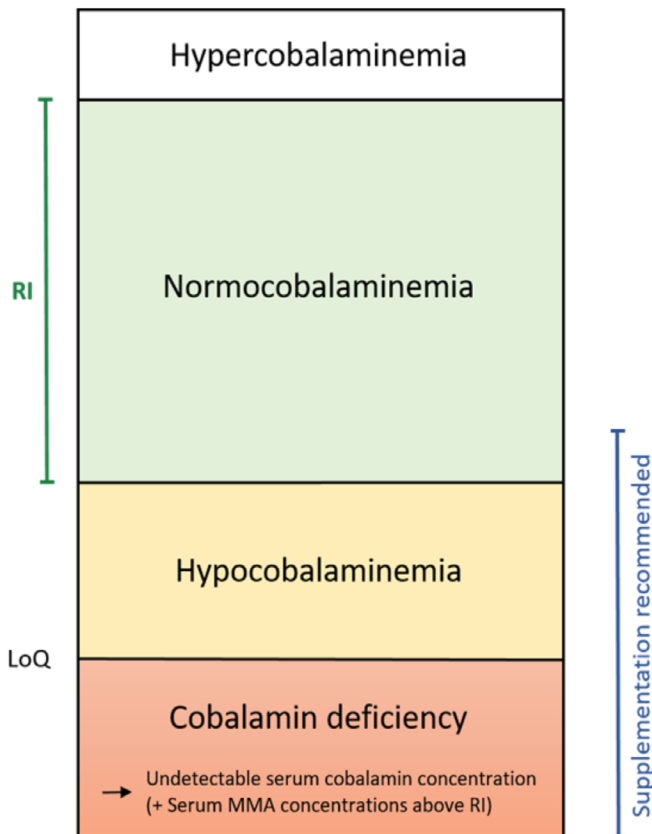 Hypercobalaminemia
RI
Normocobalaminemia
Hypocobalaminemia
LoQ
Cobalamin deficiency
→ Undetectable serum cobalamin concentration
(+ Serum MMA concentrations above RI)
Supplementation recommended